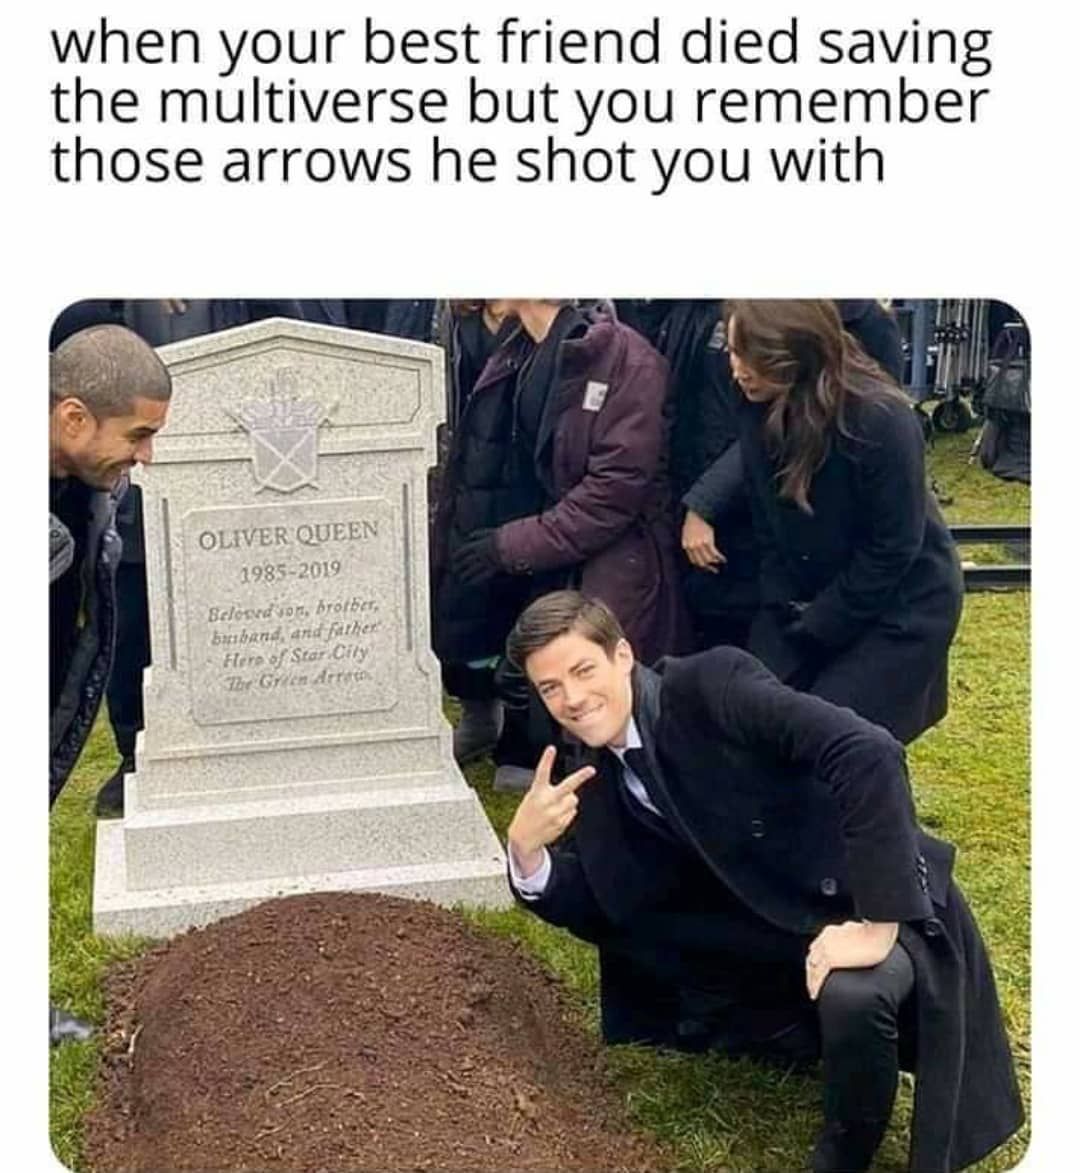 when your best friend died saving
the multiverse but you remember
those arrows he shot you with
OLIVER QUEEN
1985-2019
Beloved son, brother,
husband, and father
Hero of Star City
The Green Arrow